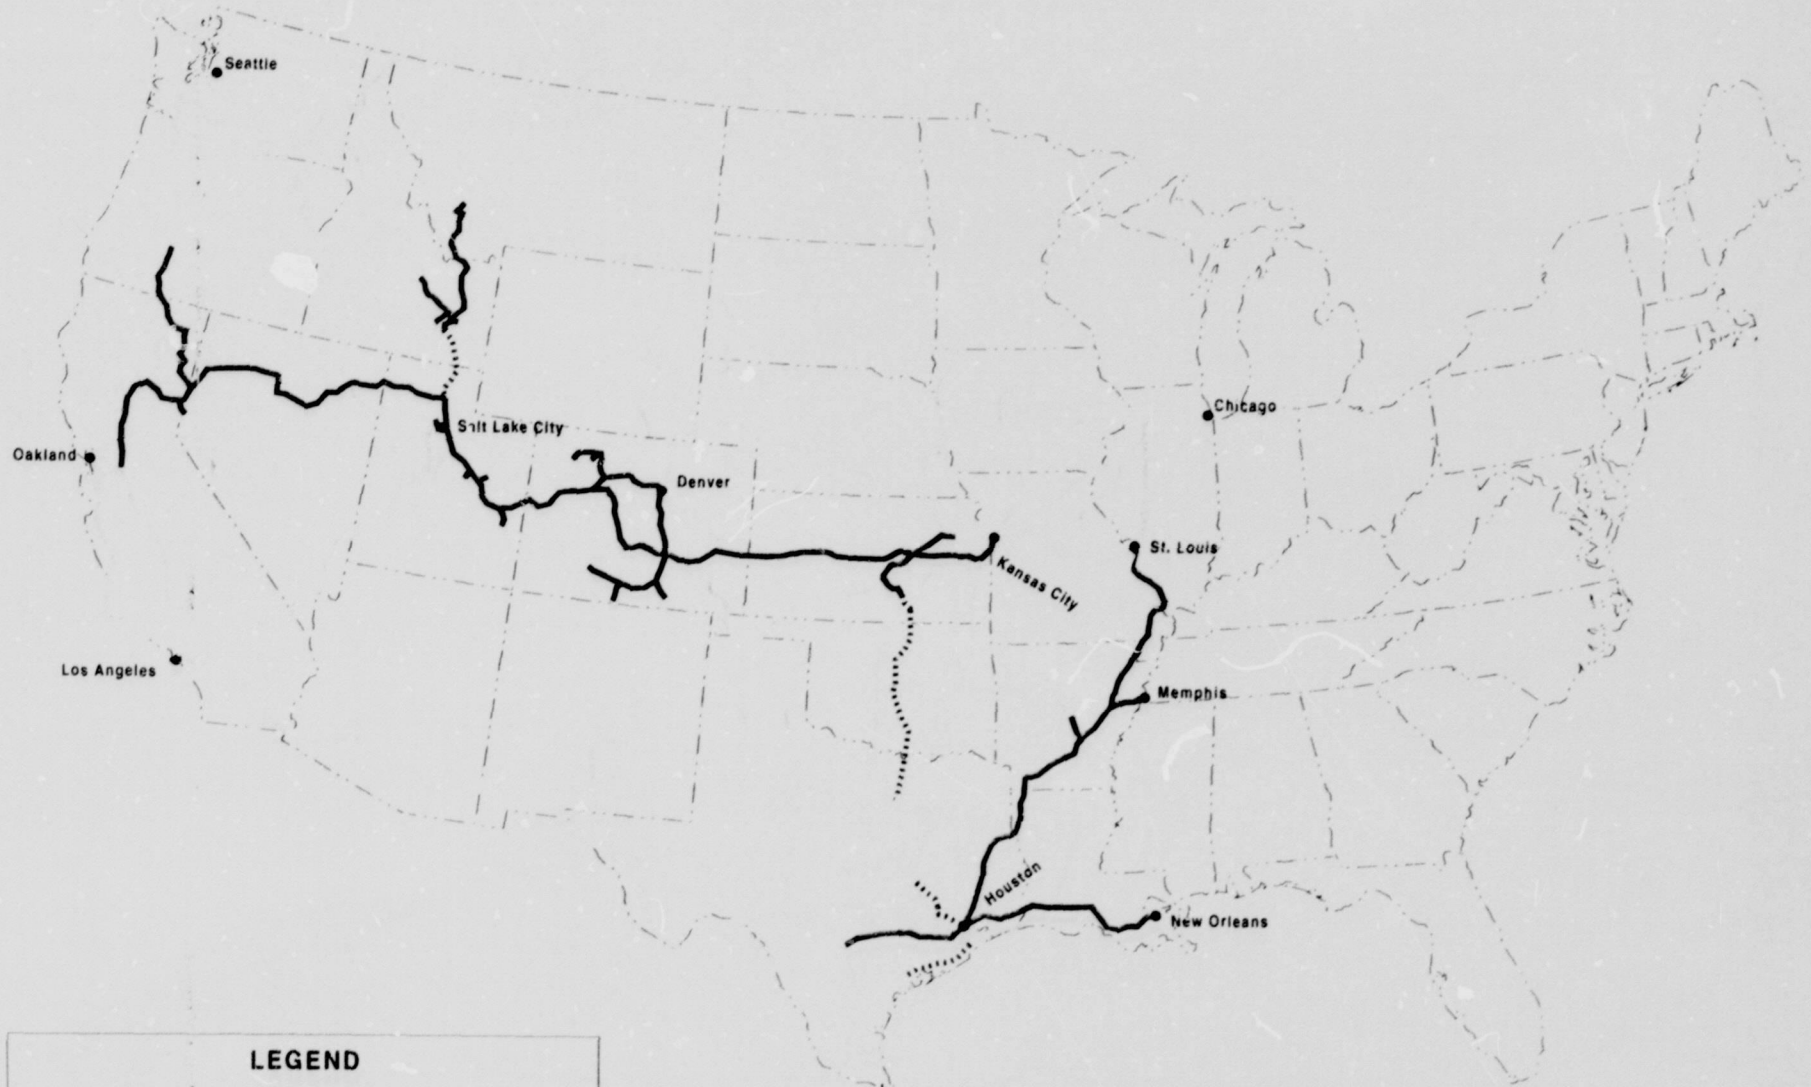 Seattle
Chicago
Salt Lake City
Oakland
Denver
St. Louis
Kansas City
Los Angeles
Memphis
Houston
New Orleans
LEGEND